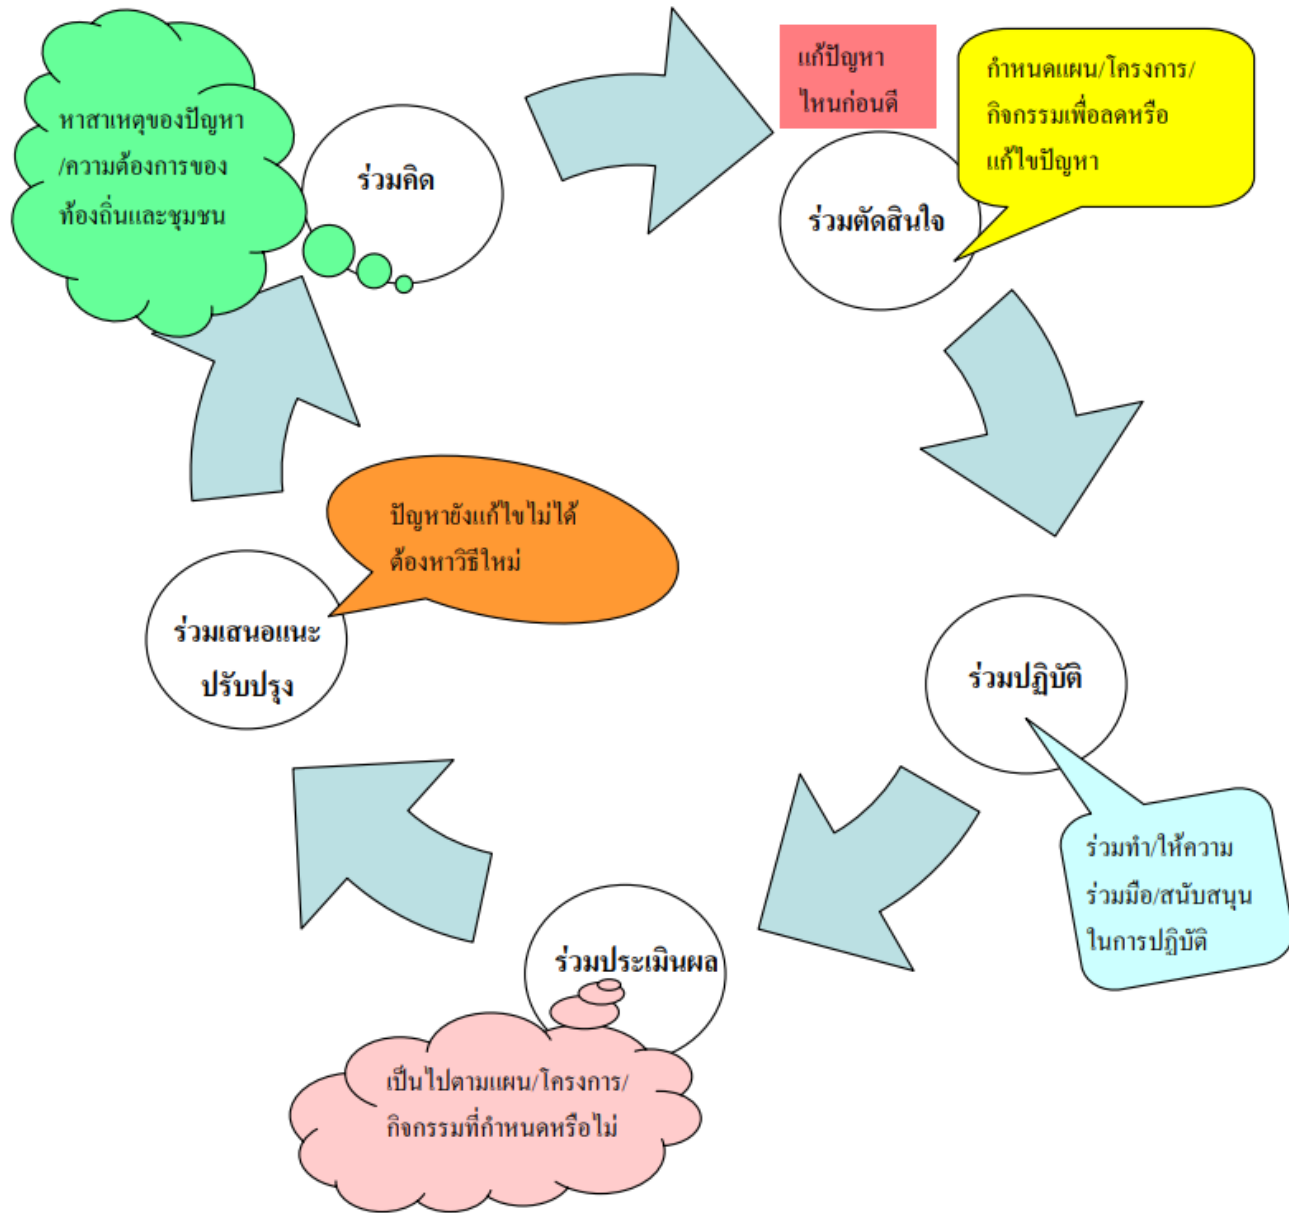 หาสาเหตุของปัญหา
/ความต้องการของ
ท้องถิ่นและชุมชน
ร่วมคิด
แก้ปัญหา
ไหนก่อนดี
ร่วมตัดสินใจ
กำหนดแผน/โครงการ/
กิจกรรมเพื่อลดหรือ
แก้ไขปัญหา
ร่วมปฏิบัติ
ร่วมทำ/ให้ความ
ร่วมมือ/สนับสนุน
ในการปฏิบัติ
ร่วมประเมินผล
เป็นไปตามแผน/โครงการ/
กิจกรรมที่กำหนดหรือไม่
ร่วมเสนอแนะ
ปรับปรุง
ปัญหายังแก้ไขไม่ได้
ต้องหาวิธีใหม่